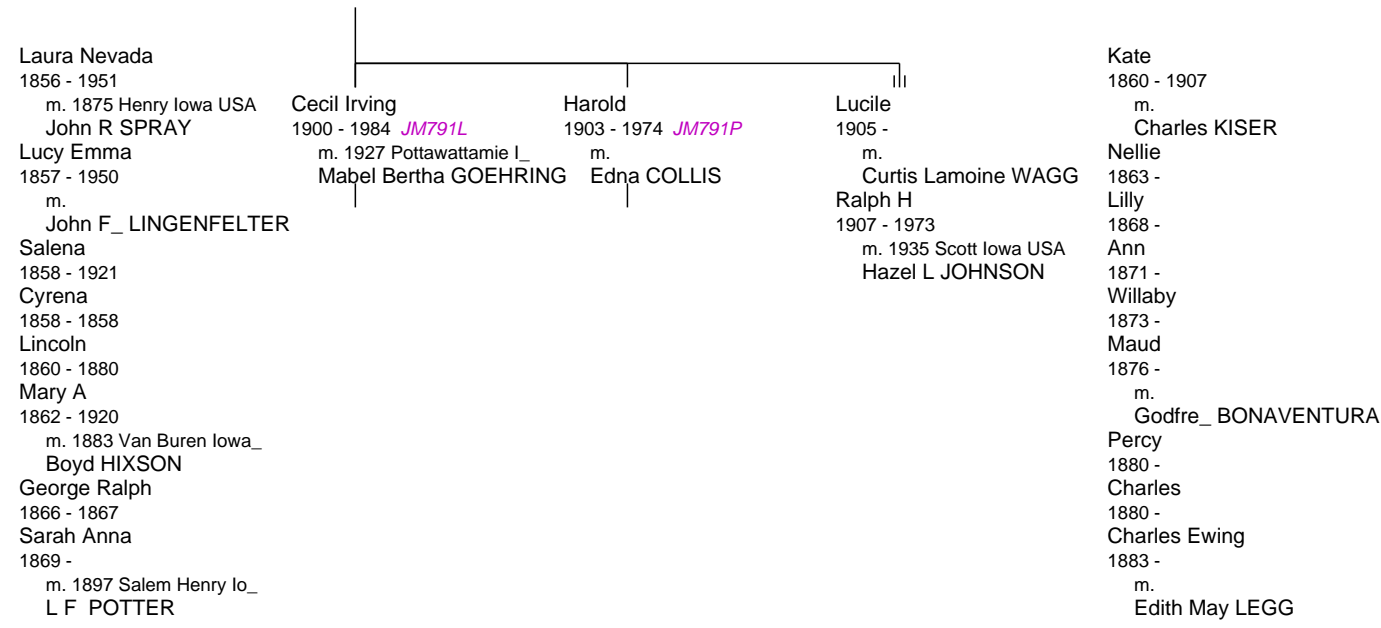 Laura Nevada
1856 - 1951
m. 1875 Henry Iowa USA
John R SPRAY
Lucy Emma
1857 - 1950
m.
John F_ LINGENFELTER
Salena
1858 - 1921
Cyrena
1858 - 1858
Lincoln
1860 - 1880
Mary A
1862 - 1920
m. 1883 Van Buren Iowa_
Boyd HIXSON
George Ralph
1866 - 1867
Sarah Anna
1869 -
m. 1897 Salem Henry Io_
L F  POTTER
Cecil Irving
1900 - 1984 JM791L
m. 1927 Pottawattamie I_
Mabel Bertha GOEHRING
Harold
1903 - 1974 JM791P
m.
Edna COLLIS
Lucile
1905 -
m.
Curtis Lamoine WAGG
Ralph H
1907 - 1973
m. 1935 Scott Iowa USA
Hazel L JOHNSON
Kate
1860 - 1907
m.
Charles KISER
Nellie
1863 -
Lilly
1868 -
Ann
1871 -
Willaby
1873 -
Maud
1876 -
m.
Godfre_ BONAVENTURA
Percy
1880 -
Charles
1880 -
Charles Ewing
1883 -
m.
Edith May LEGG